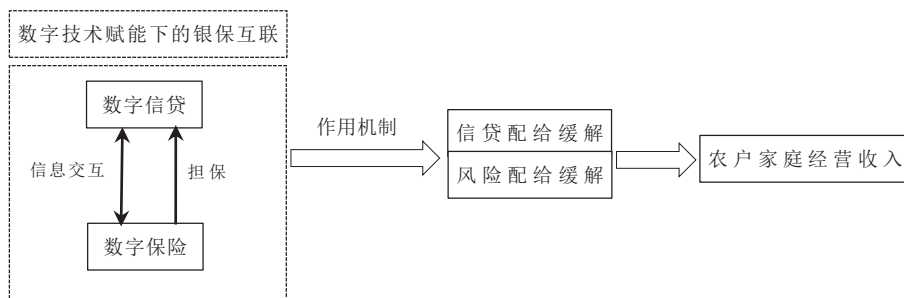 数字技术赋能下的银保互联
数字信贷
信息交互
担保
数字保险
作用机制
信贷配给缓解
风险配给缓解
农户家庭经营收入